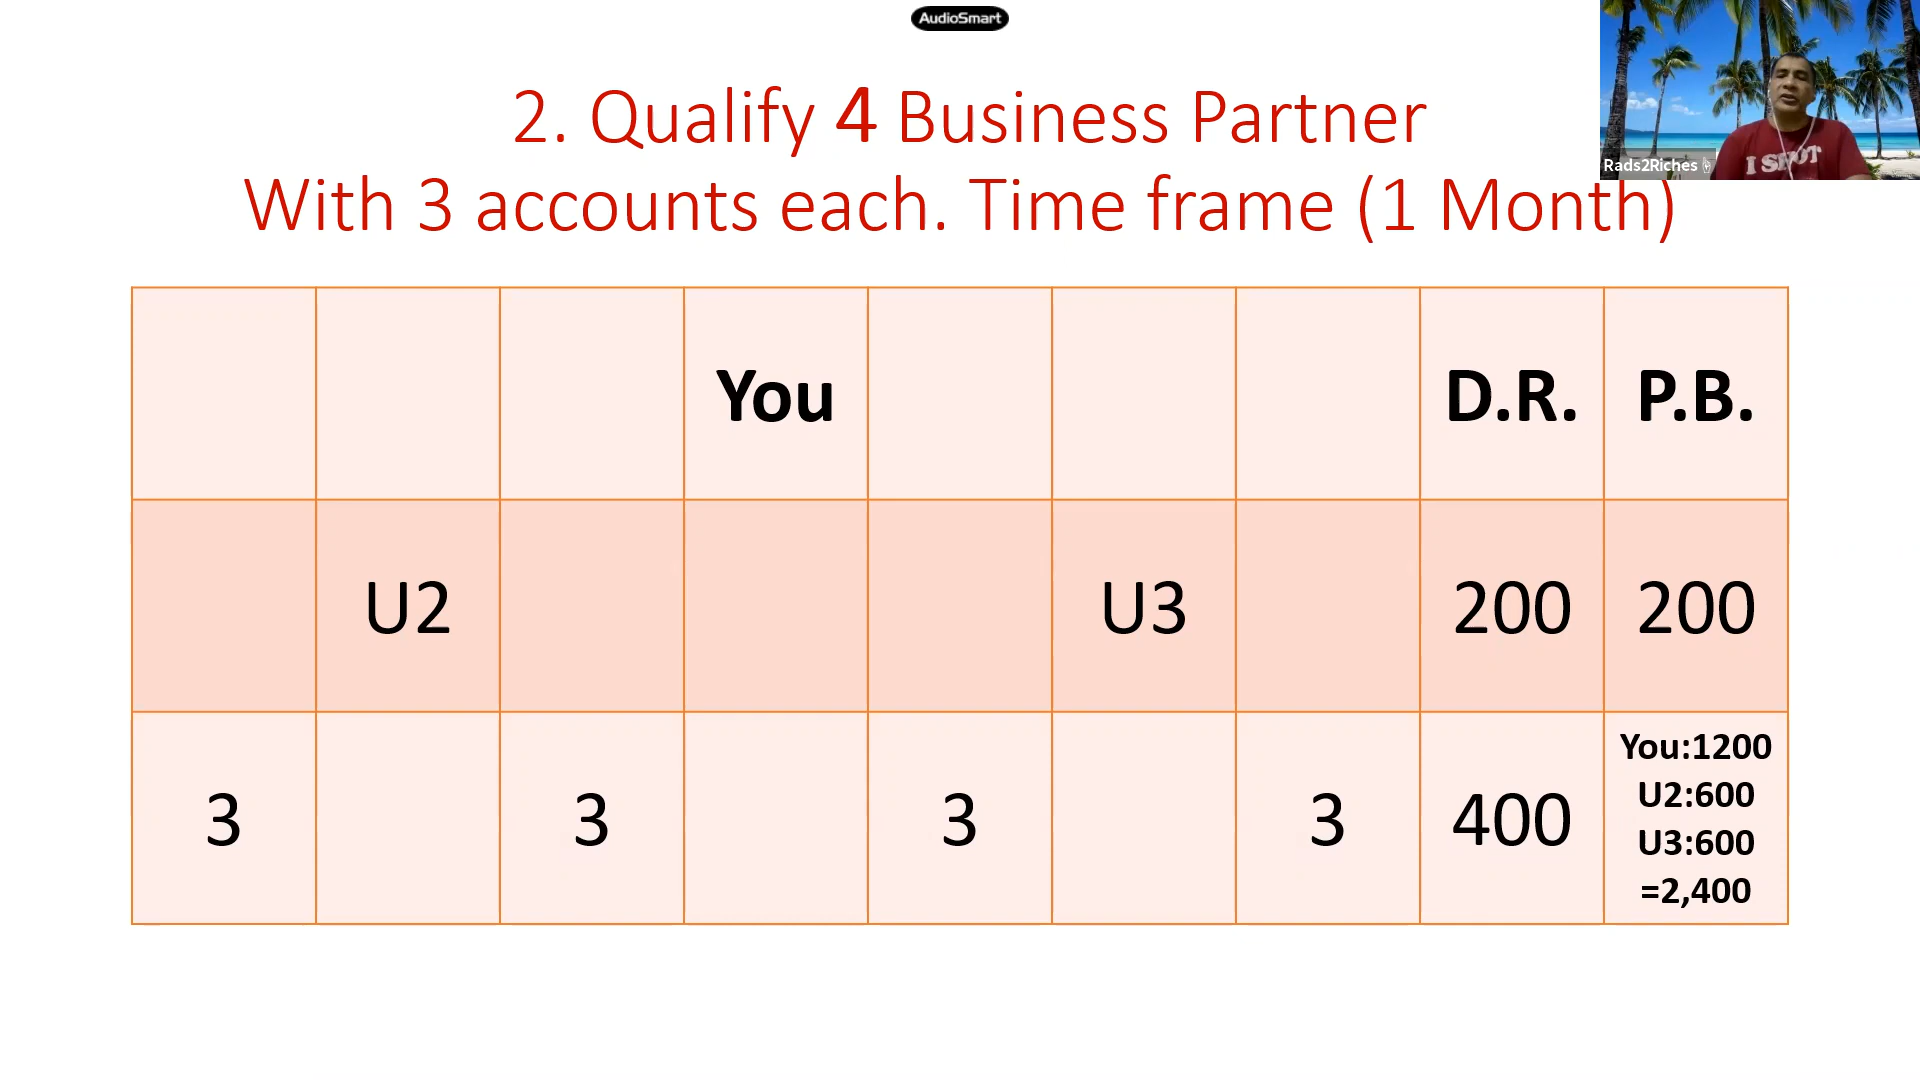 AudioSmart
2. Qualify 4 Business Partner
With 3 accounts each. Time frame (1 Month)
Rads2Riches
You D.R. P.B.
U2 U3 200 200
3 3 3 3 400
You:1200
U2:600
U3:600
=2,400